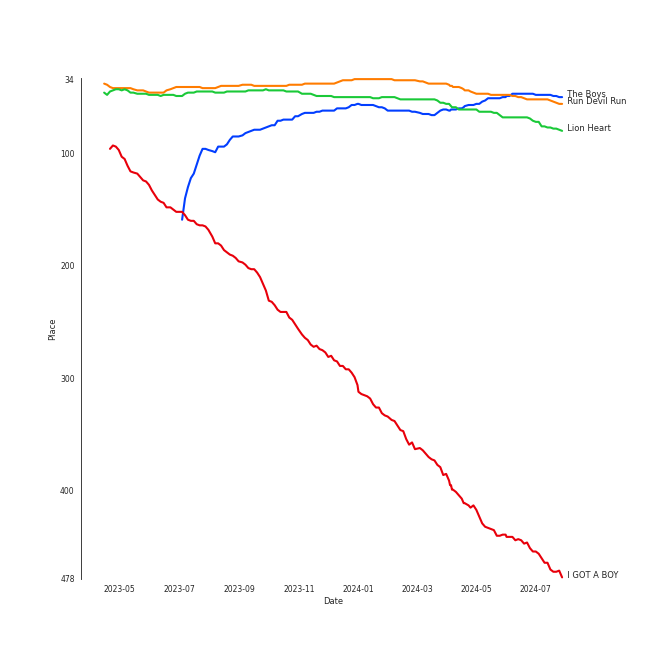 34
100
200
300
400
478
Place
2023-05
2023-07
2023-09
2023-11
2024-01
2024-03
2024-05
2024-07
Date
The Boys
Run Devil Run
Lion Heart
I GOT A BOY